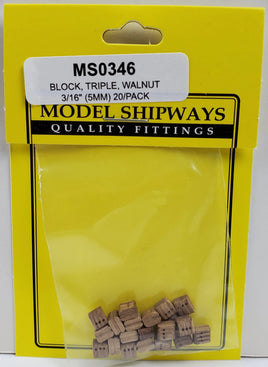 MS0346
BLOCK, TRIPLE, WALNUT
3/16" (5MM) 20/PACK
MODEL SHIPWAYS
QUALITY FITTINGS